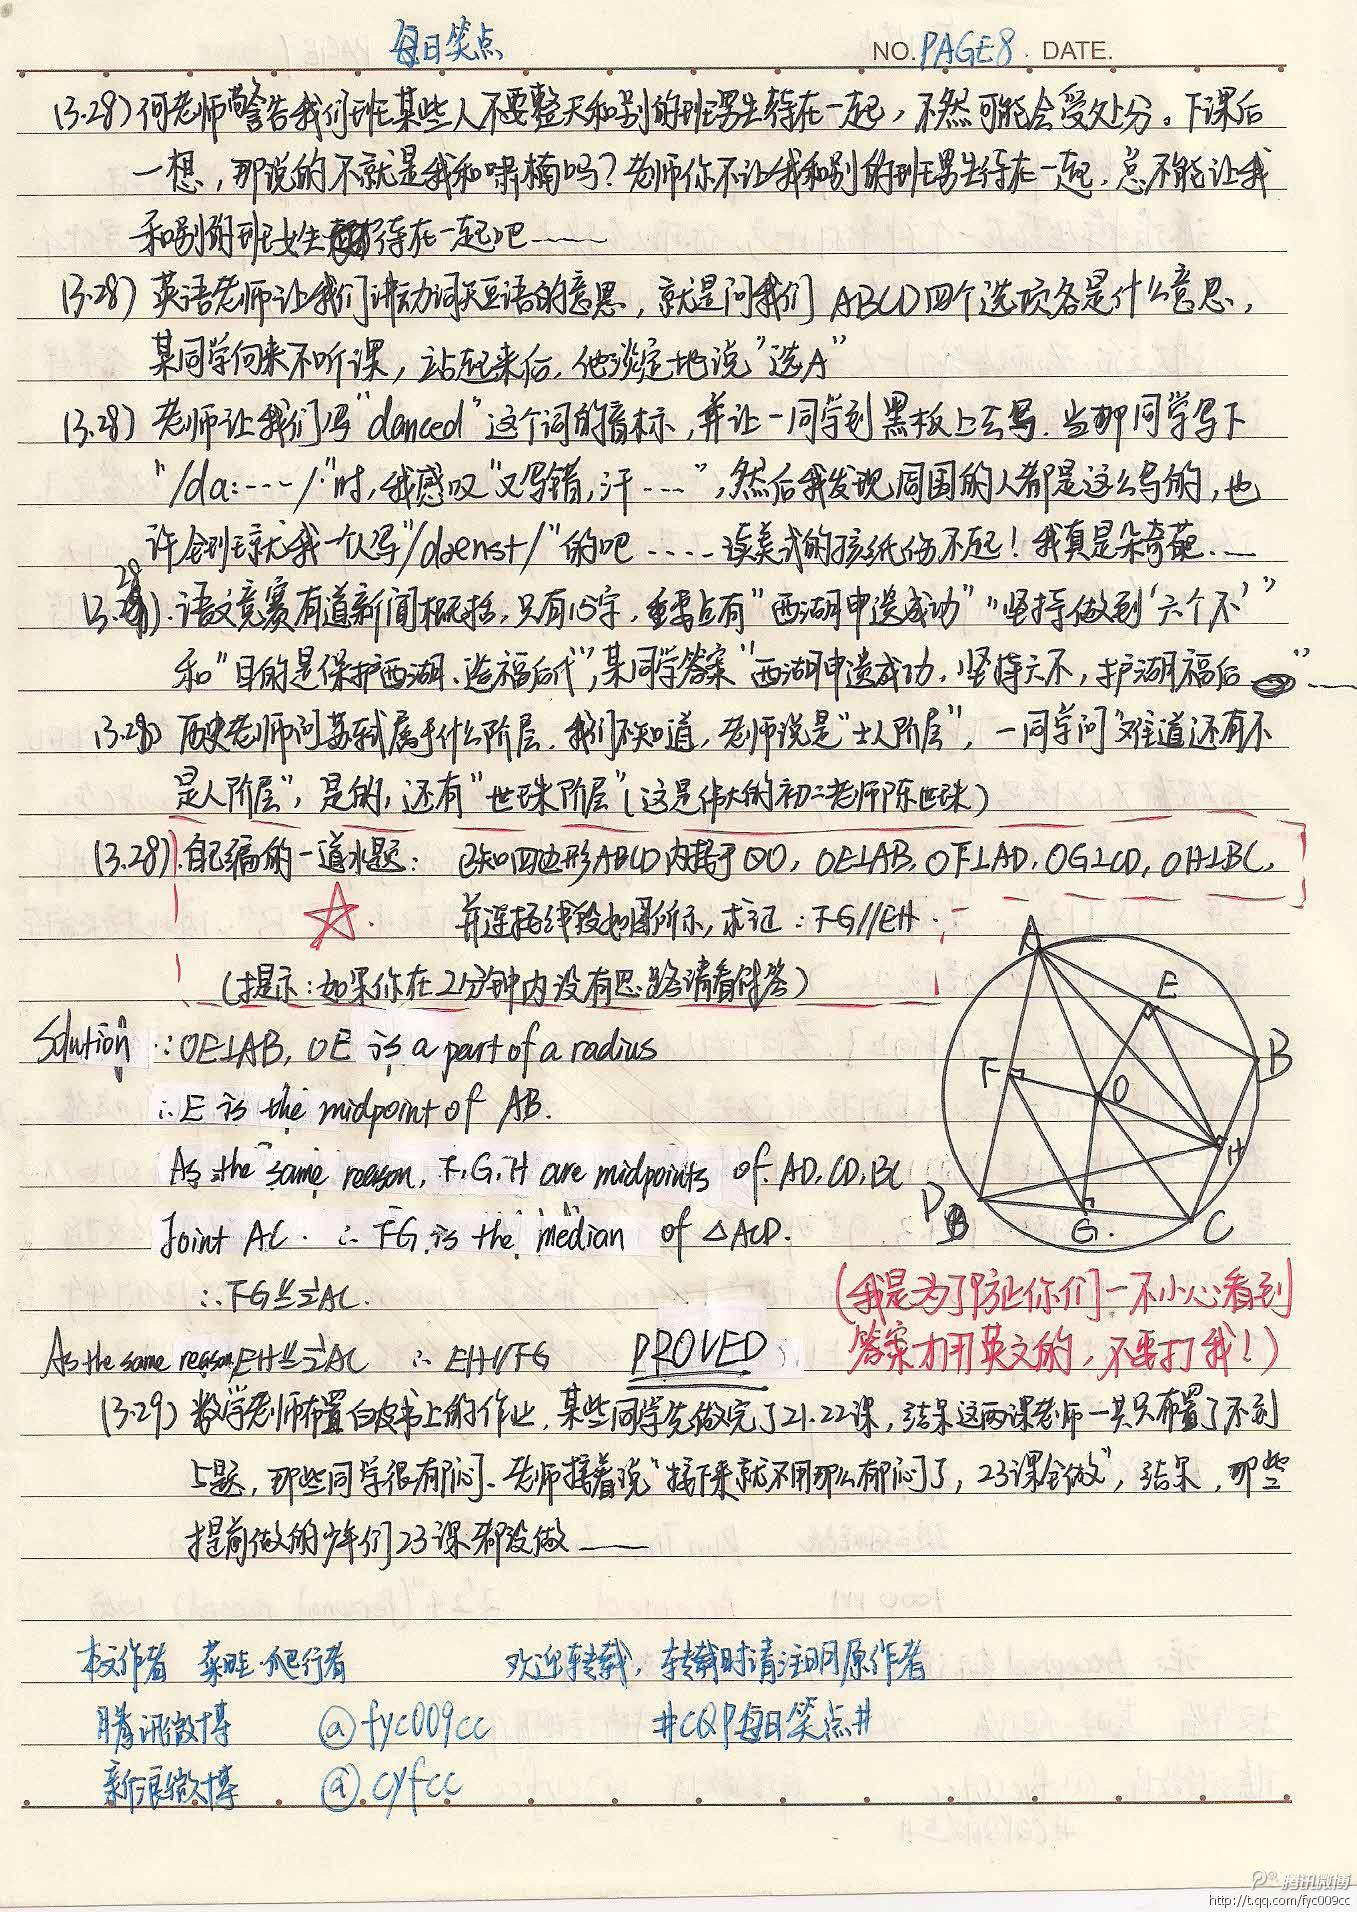 每日笑点
NO. PAGE8. DATE.
(3.28) 何老师警告我们班某些人不要整天和别的班男生待在一起，不然可能会受处分。下课后
一想，那说的不就是我和啸楠吗？老师你不让我和别的班男生待在一起，总不能让我
和别的班女生待在一起吧……
(3.28) 英语老师让我们讲动词短语的意思，就是问我们ABCD四个选项各是什么意思，
某同学向来不听课，站起来后，他淡定地说"选A"
(3.28) 老师让我们写"danced"这个词的音标，并让一同学到黑板上去写。当那同学写下
"/da:----/"时，我感叹"又写错，汗……"，然后我发现周围的人都是这么写的，也
许全班就我一个人写"/daenst/"的吧……读美式的孩纸伤不起！我真是朵奇葩……
(3.28) 语文竞赛有道新闻概括，只有15字，重要点有"西湖申遗成功""坚持做到'六个不'"
和"目的是保护西湖、造福后代"，某同学答案"西湖申遗成功，坚持六不，护湖福后"……
(3.28) 历史老师问苏轼属于什么阶层，我们不知道，老师说是"士人阶层"，一同学问"难道还有不
是人阶层"，是的，还有"世珠阶层"(这是伟大的初二老师陈世珠)
(3.28) 自己编的一道水题： 已知四边形ABCD内接于⊙O，OE⊥AB，OF⊥AD，OG⊥CD，OH⊥BC，
并连接线段如图所示，求证：FG//EH.
(提示：如果你在2分钟内没有思路请看解答)
Solution ∵OE⊥AB, OE is a part of a radius
∴E is the midpoint of AB.
As the same reason, F,G,H are midpoints of AD,CD,BC
Joint AC. ∴ FG is the median of △ACD.
∴FG∥=½AC.
As the same reason EH∥=½AC ∴ EH//FG PROVED
A
E
B
F
O
H
D
G.
C
(我是为了防止你们一不小心看到
答案才用英文的，不要打我！)
(3.29) 数学老师布置白皮书上的作业，某些同学先做完了21.22课，结果这两课老师一共只布置了不到
5题，那些同学很有郁闷、老师接着说"接下来就不用那么郁闷了，23课全做"，结果，那些
提前做的少年们23课都没做……
本文作者 爬行者 欢迎转载，转载时请注明原作者
腾讯微博 @fyc009cc #CQP每日笑点#
新浪微博 @cyfcc
腾讯微博
http://t.qq.com/fyc009cc